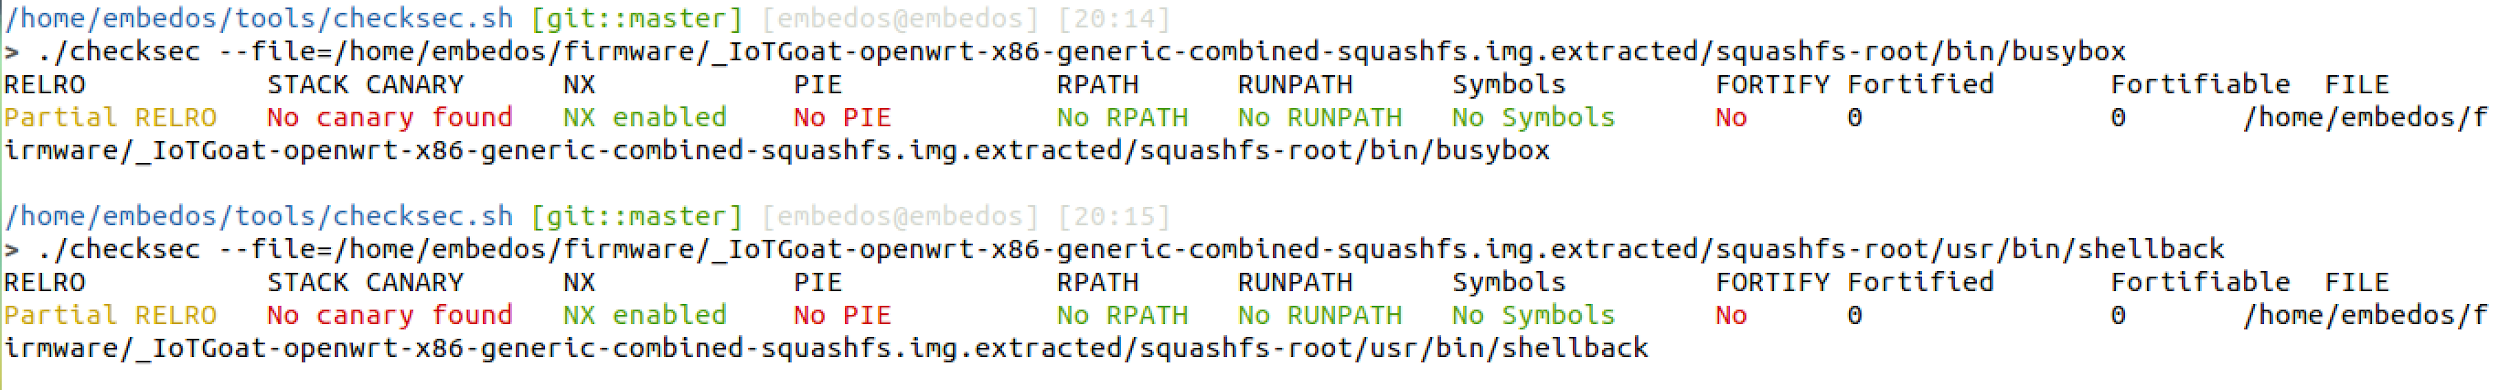 /home/embedos/tools/checksec.sh [git::master] [embedos@embedos] [20:14]
> ./checksec --file=/home/embedos/firmware/_IoTGoat-openwrt-x86-generic-combined-squashfs.img.extracted/squashfs-root/bin/busybox
RELRO STACK CANARY NX PIE RPATH RUNPATH Symbols FORTIFY Fortified Fortifiable FILE
Partial RELRO No canary found NX enabled No PIE No RPATH No RUNPATH No Symbols No 0 0 /home/embedos/f
irmware/_IoTGoat-openwrt-x86-generic-combined-squashfs.img.extracted/squashfs-root/bin/busybox
/home/embedos/tools/checksec.sh [git::master] [embedos@embedos] [20:15]
> ./checksec --file=/home/embedos/firmware/_IoTGoat-openwrt-x86-generic-combined-squashfs.img.extracted/squashfs-root/usr/bin/shellback
RELRO STACK CANARY NX PIE RPATH RUNPATH Symbols FORTIFY Fortified Fortifiable FILE
Partial RELRO No canary found NX enabled No PIE No RPATH No RUNPATH No Symbols No 0 0 /home/embedos/f
irmware/_IoTGoat-openwrt-x86-generic-combined-squashfs.img.extracted/squashfs-root/usr/bin/shellback